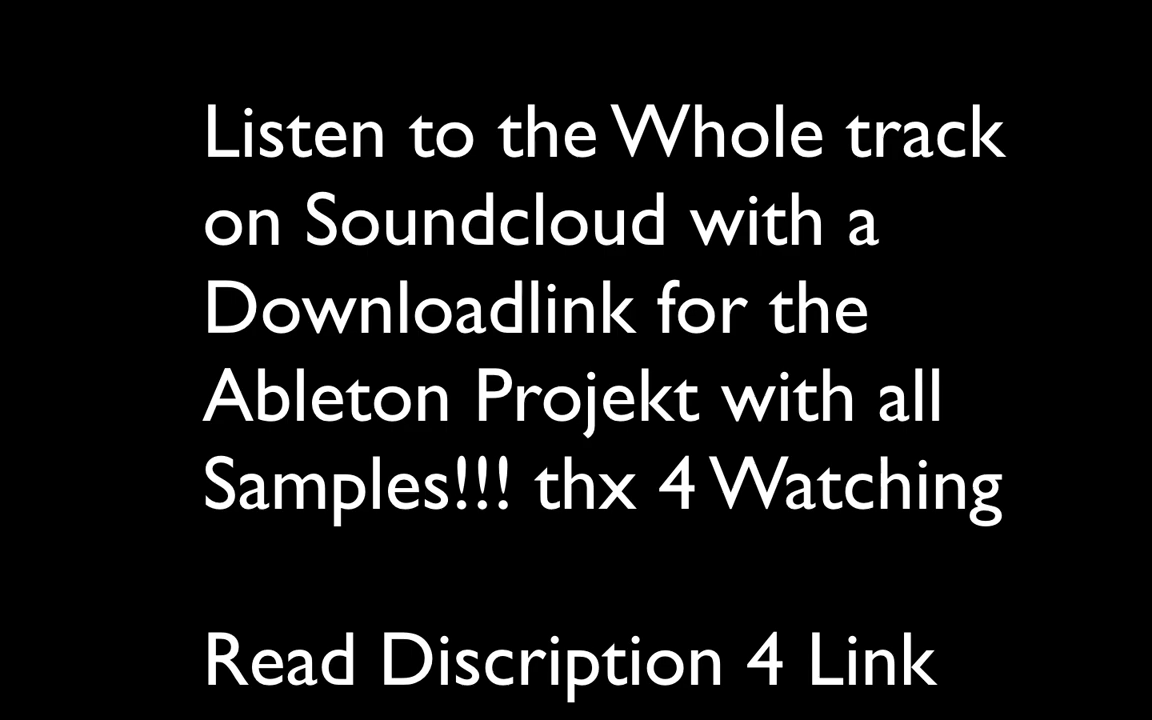 Listen to the Whole track
on Soundcloud with a
Downloadlink for the
Ableton Projekt with all
Samples!!! thx 4 Watching
Read Discription 4 Link